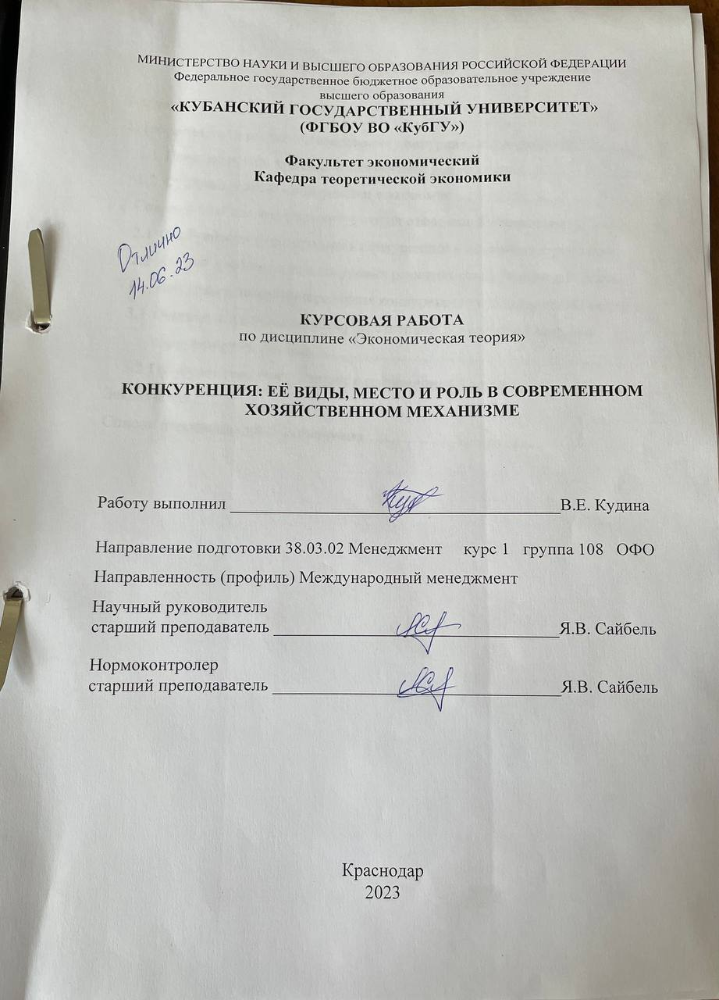 МИНИСТЕРСТВО НАУКИ И ВЫСШЕГО ОБРАЗОВАНИЯ РОССИЙСКОЙ ФЕДЕРАЦИИ
Федеральное государственное бюджетное образовательное учреждение
высшего образования
«КУБАНСКИЙ ГОСУДАРСТВЕННЫЙ УНИВЕРСИТЕТ»
(ФГБОУ ВО «КубГУ»)
Факультет экономический
Кафедра теоретической экономики
Отлично
14.06.23
КУРСОВАЯ РАБОТА
по дисциплине «Экономическая теория»
КОНКУРЕНЦИЯ: ЕЁ ВИДЫ, МЕСТО И РОЛЬ В СОВРЕМЕННОМ
ХОЗЯЙСТВЕННОМ МЕХАНИЗМЕ
Работу выполнил В.Е. Кудина
Направление подготовки 38.03.02 Менеджмент курс 1 группа 108 ОФО
Направленность (профиль) Международный менеджмент
Научный руководитель
старший преподаватель Я.В. Сайбель
Нормоконтролер
старший преподаватель Я.В. Сайбель
Краснодар
2023